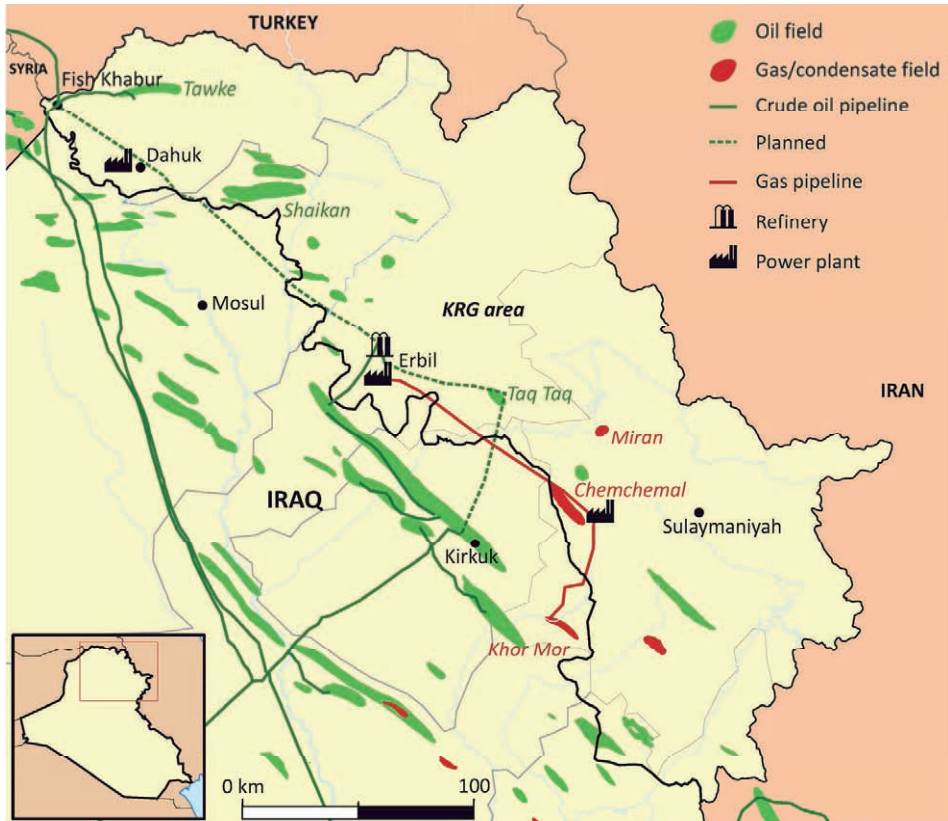 TURKEY
SYRIA
Fish Khabur
Tawke
Dahuk
Shaikan
Mosul
KRG area
Erbil
Taq Taq
IRAN
Miran
IRAQ
Chemchemal
Sulaymaniyah
Kirkuk
Khor Mor
0 km
100
Oil field
Gas/condensate field
Crude oil pipeline
Planned
Gas pipeline
Refinery
Power plant